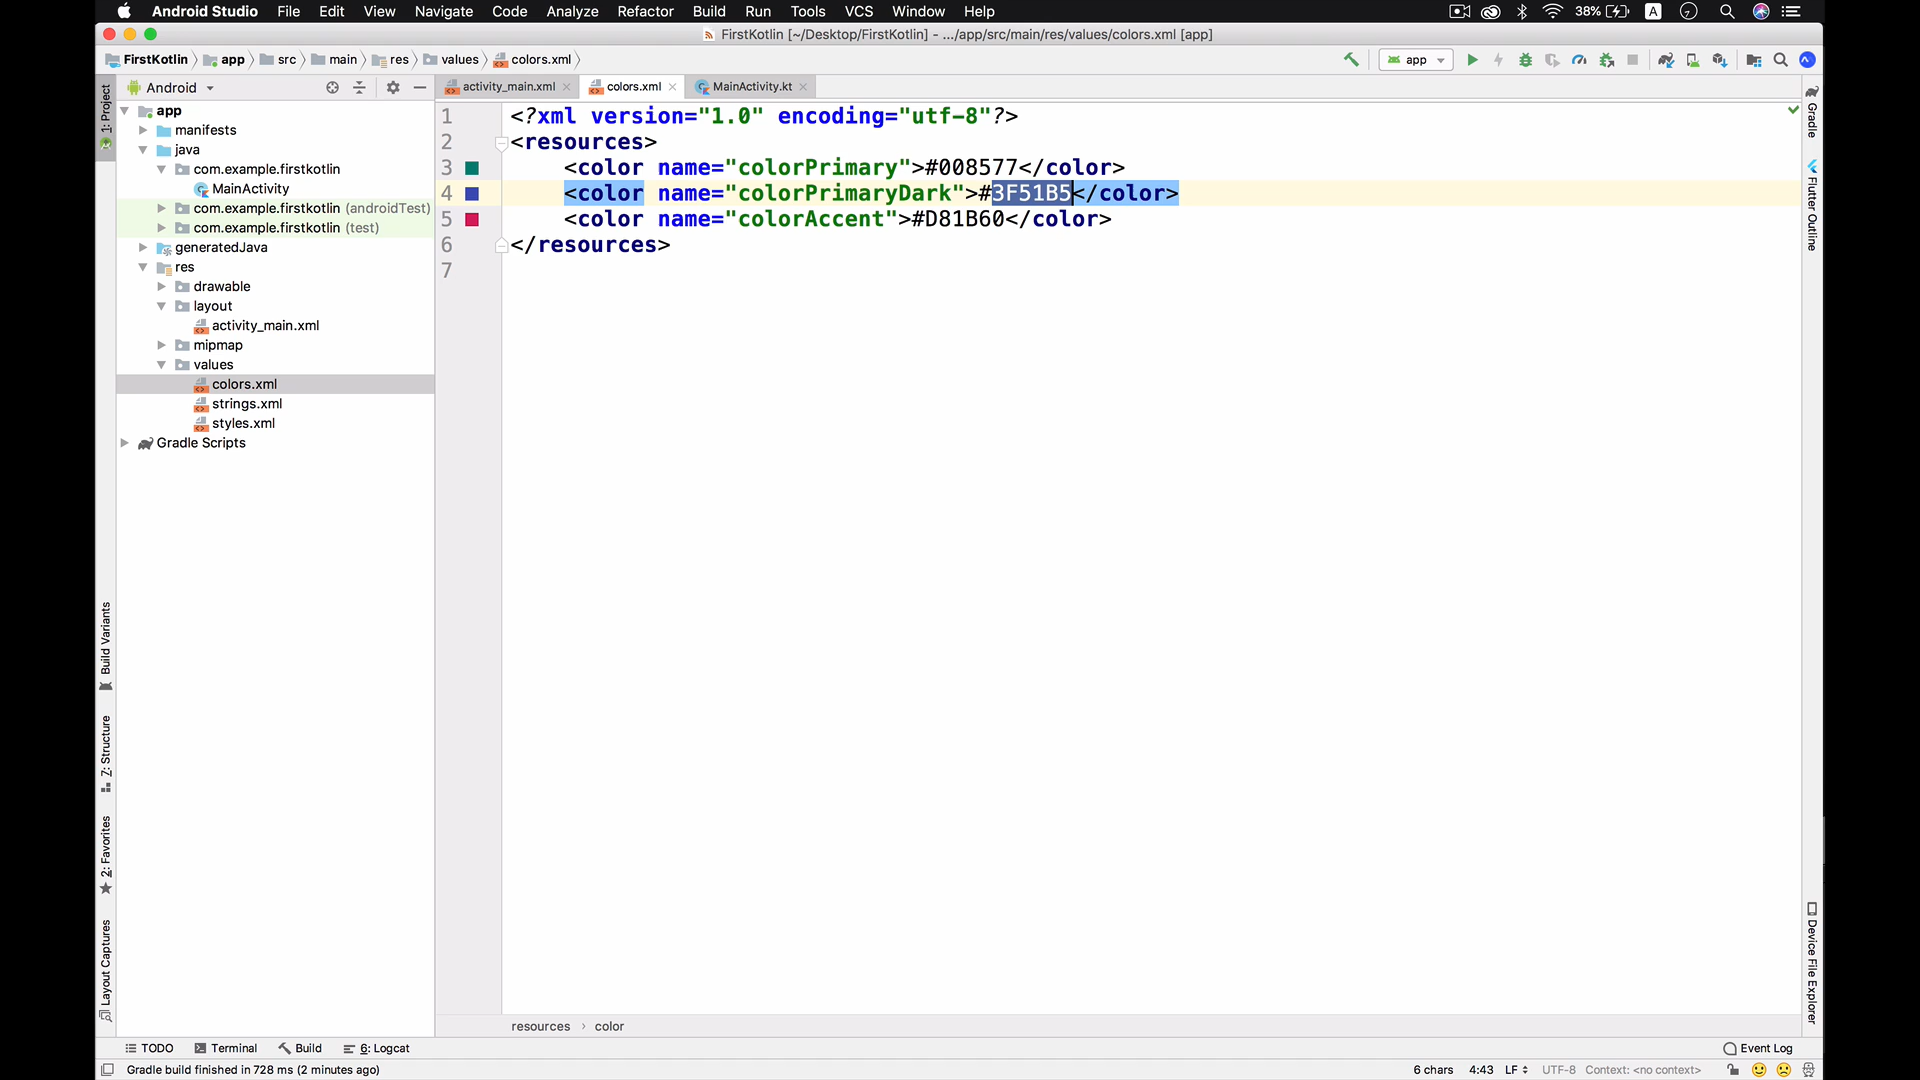 Android Studio File Edit View Navigate Code Analyze Refactor Build Run Tools VCS Window Help 38% A
FirstKotlin [~/Desktop/FirstKotlin] - .../app/src/main/res/values/colors.xml [app]
FirstKotlin app src main res values colors.xml app
Android
activity_main.xml colors.xml MainActivity.kt
app
manifests
java
com.example.firstkotlin
MainActivity
com.example.firstkotlin (androidTest)
com.example.firstkotlin (test)
generatedJava
res
drawable
layout
activity_main.xml
mipmap
values
colors.xml
strings.xml
styles.xml
Gradle Scripts
1 <?xml version="1.0" encoding="utf-8"?>
2 <resources>
3 <color name="colorPrimary">#008577</color>
4 <color name="colorPrimaryDark">#3F51B5</color>
5 <color name="colorAccent">#D81B60</color>
6 </resources>
7
1: Project
Build Variants
Z: Structure
2: Favorites
Layout Captures
Gradle
Flutter Outline
Device File Explorer
resources › color
TODO Terminal Build 6: Logcat Event Log
Gradle build finished in 728 ms (2 minutes ago) 6 chars 4:43 LF UTF-8 Context: <no context>